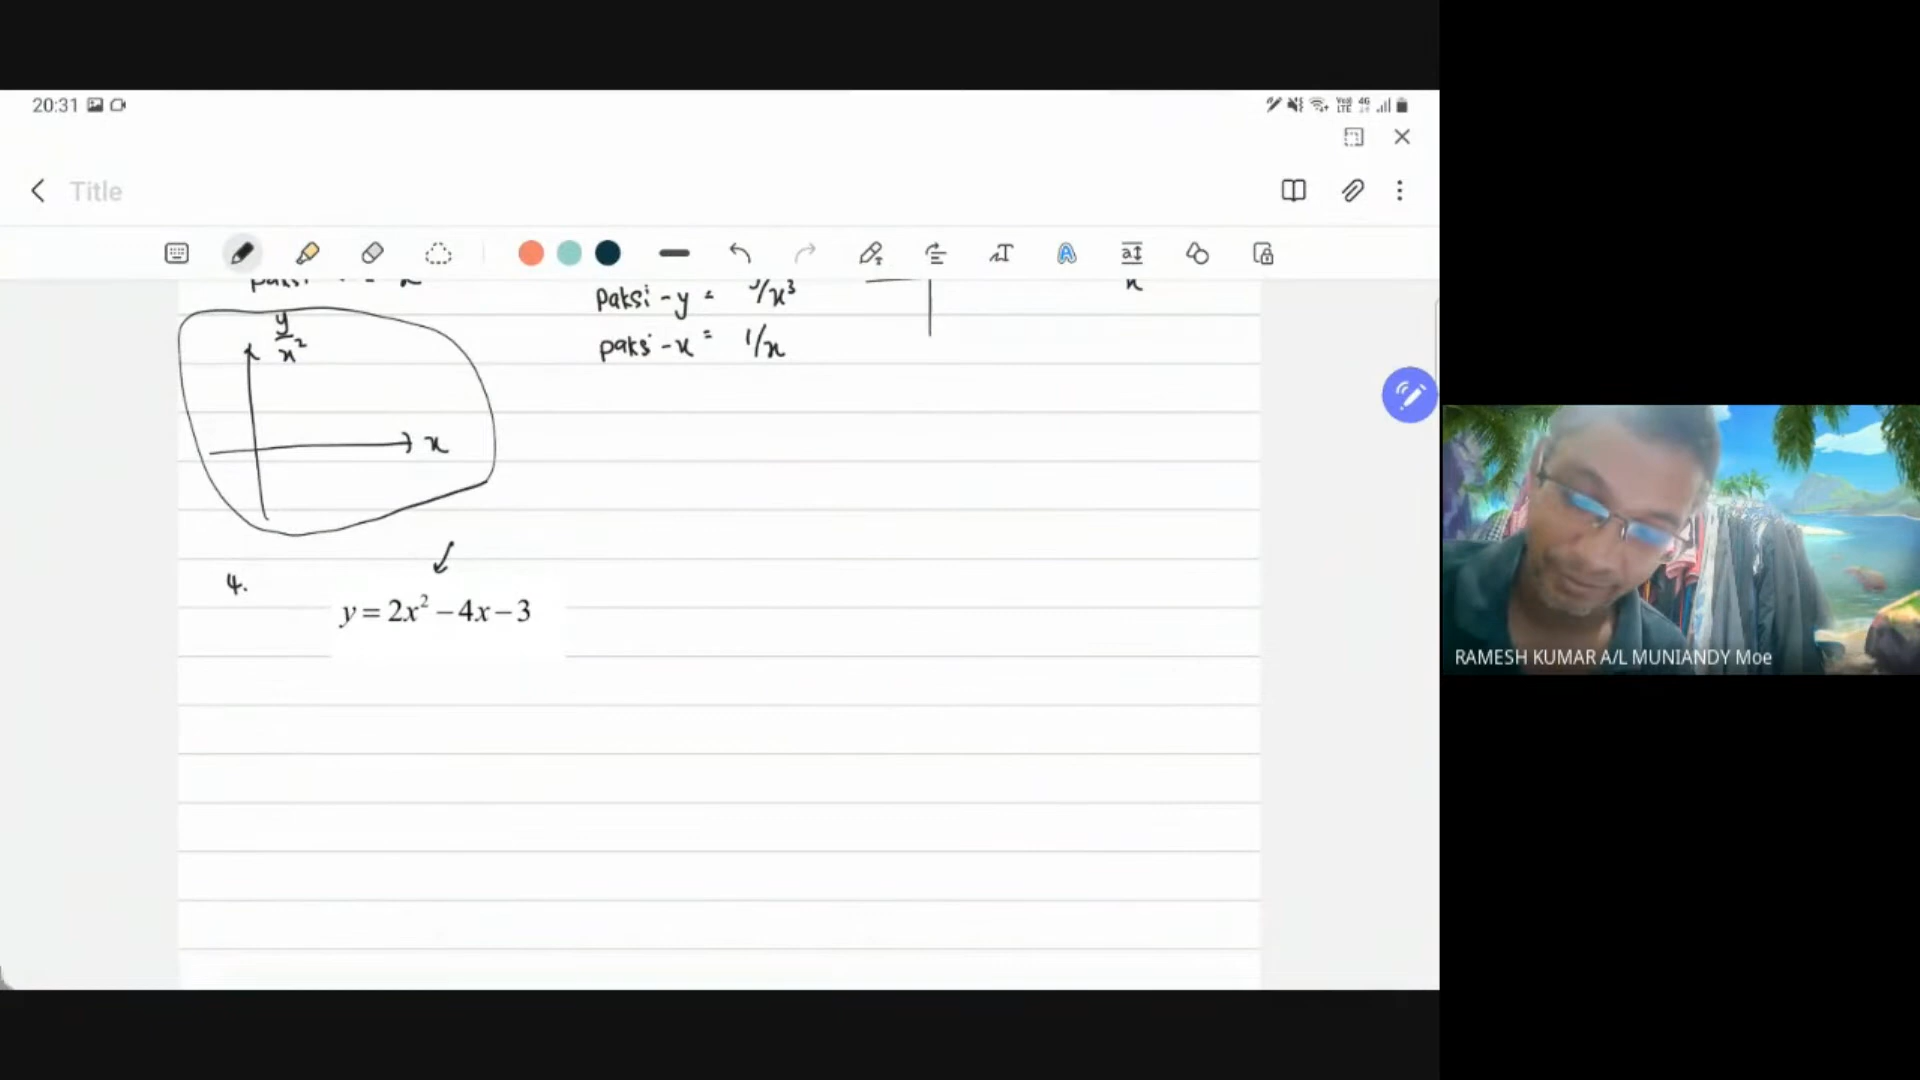 20:31
Title
Paksi-y = y/x³
paksi-x = 1/x
x
y/x²
x
4.
y = 2x² – 4x – 3
RAMESH KUMAR A/L MUNIANDY Moe